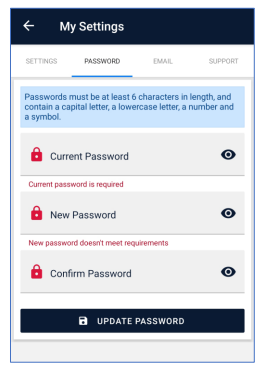 My Settings
SETTINGS PASSWORD EMAIL SUPPORT
Passwords must be at least 6 characters in length, and
contain a capital letter, a lowercase letter, a number and
a symbol.
Current Password
Current password is required
New Password
New password doesn't meet requirements
Confirm Password
UPDATE PASSWORD